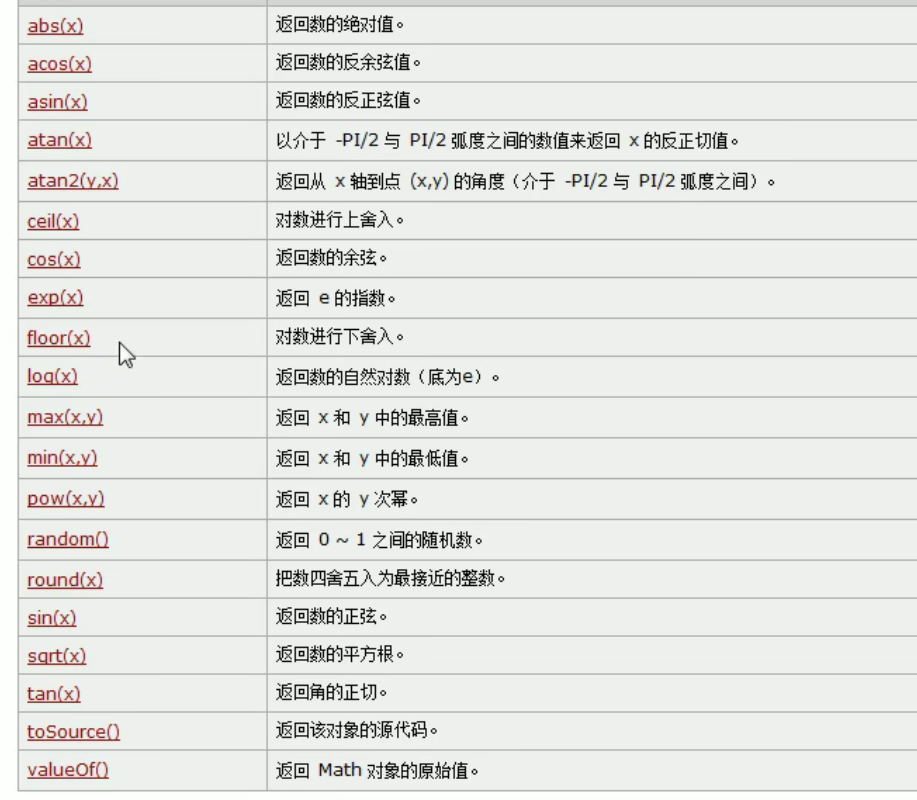 abs(x) 返回数的绝对值。
acos(x) 返回数的反余弦值。
asin(x) 返回数的反正弦值。
atan(x) 以介于 -PI/2 与 PI/2 弧度之间的数值来返回 x 的反正切值。
atan2(y,x) 返回从 x 轴到点 (x,y) 的角度（介于 -PI/2 与 PI/2 弧度之间）。
ceil(x) 对数进行上舍入。
cos(x) 返回数的余弦。
exp(x) 返回 e 的指数。
floor(x) 对数进行下舍入。
log(x) 返回数的自然对数（底为e）。
max(x,y) 返回 x 和 y 中的最高值。
min(x,y) 返回 x 和 y 中的最低值。
pow(x,y) 返回 x 的 y 次幂。
random() 返回 0 ~ 1 之间的随机数。
round(x) 把数四舍五入为最接近的整数。
sin(x) 返回数的正弦。
sqrt(x) 返回数的平方根。
tan(x) 返回角的正切。
toSource() 返回该对象的源代码。
valueOf() 返回 Math 对象的原始值。